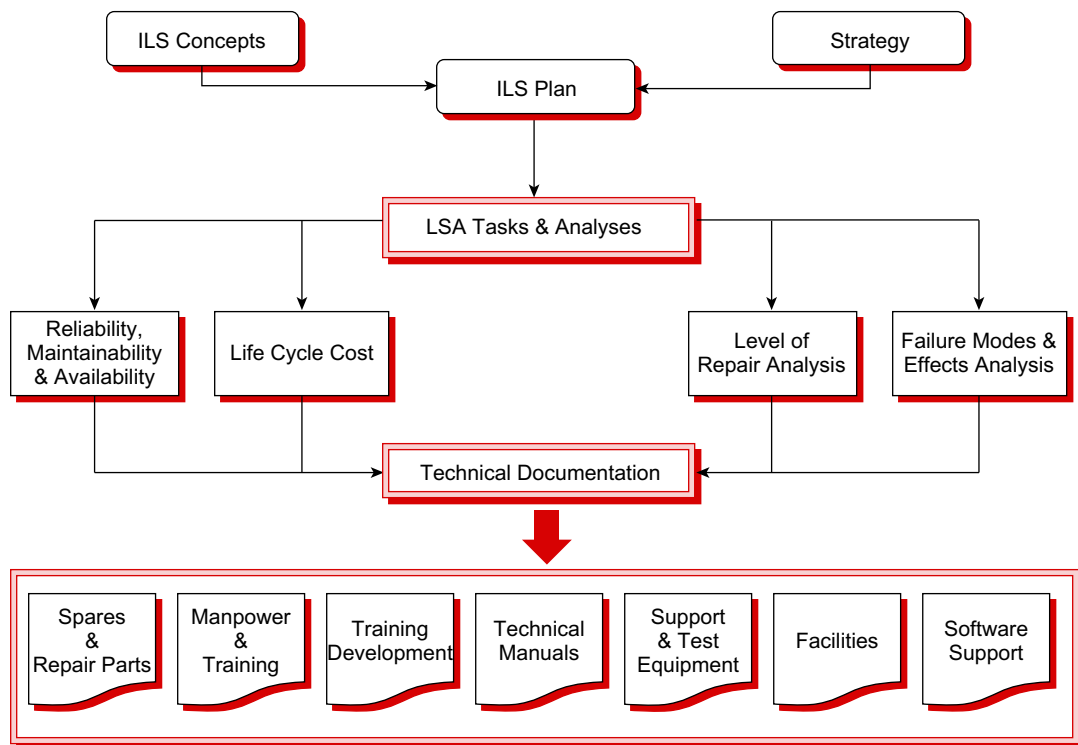 ILS Concepts
Strategy
ILS Plan
LSA Tasks & Analyses
Reliability,
Maintainability
& Availability
Life Cycle Cost
Level of
Repair Analysis
Failure Modes &
Effects Analysis
Technical Documentation
Spares
&
Repair Parts
Manpower
&
Training
Training
Development
Technical
Manuals
Support
& Test
Equipment
Facilities
Software
Support